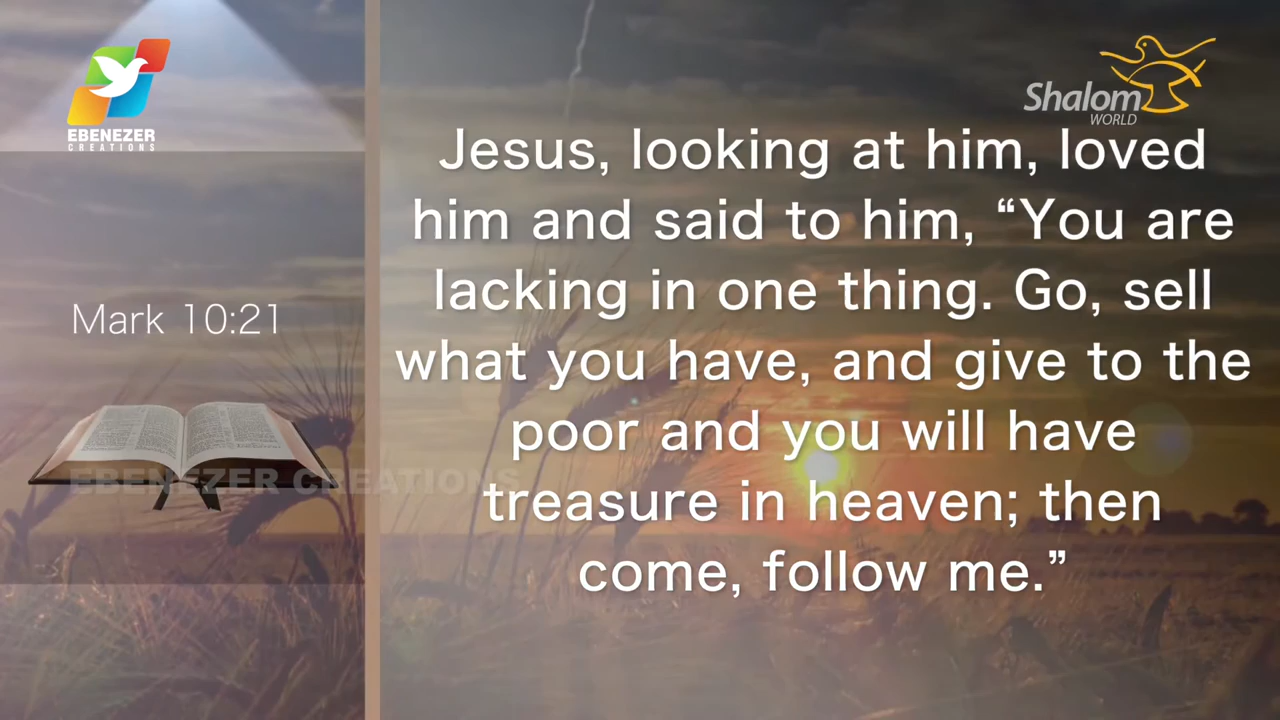 EBENEZER
CREATIONS
Shalom
WORLD
Mark 10:21
Jesus, looking at him, loved
him and said to him, “You are
lacking in one thing. Go, sell
what you have, and give to the
poor and you will have
treasure in heaven; then
come, follow me.”
EBENEZER CREATIONS